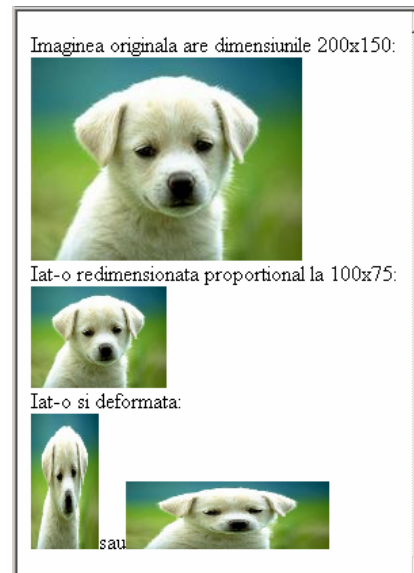 Imaginea originala are dimensiunile 200x150:
Iat-o redimensionata proportional la 100x75:
Iat-o si deformata:
sau